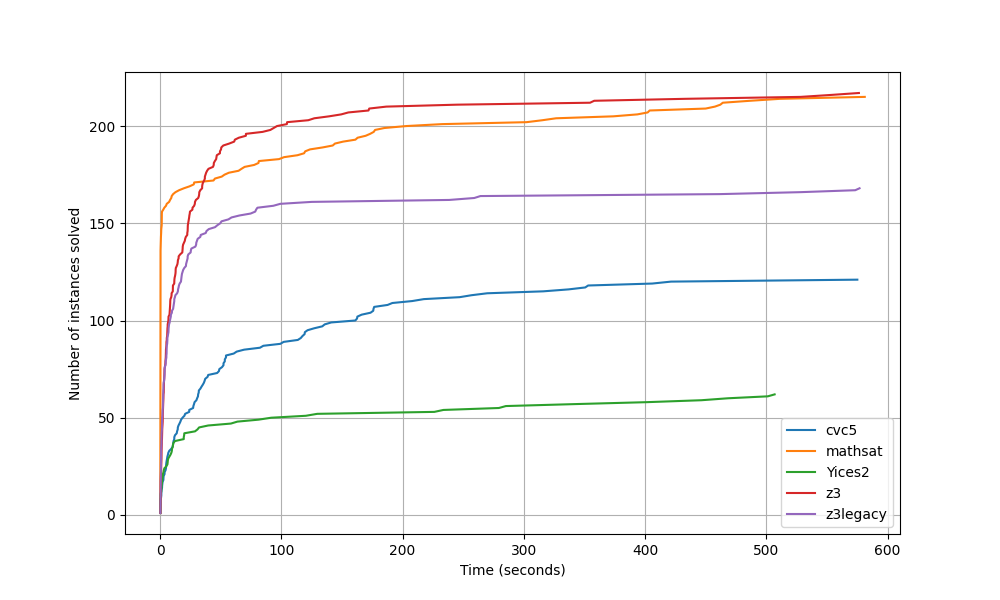 Number of instances solved
200
150
100
50
0
0 100 200 300 400 500 600
Time (seconds)
cvc5
mathsat
Yices2
z3
z3legacy